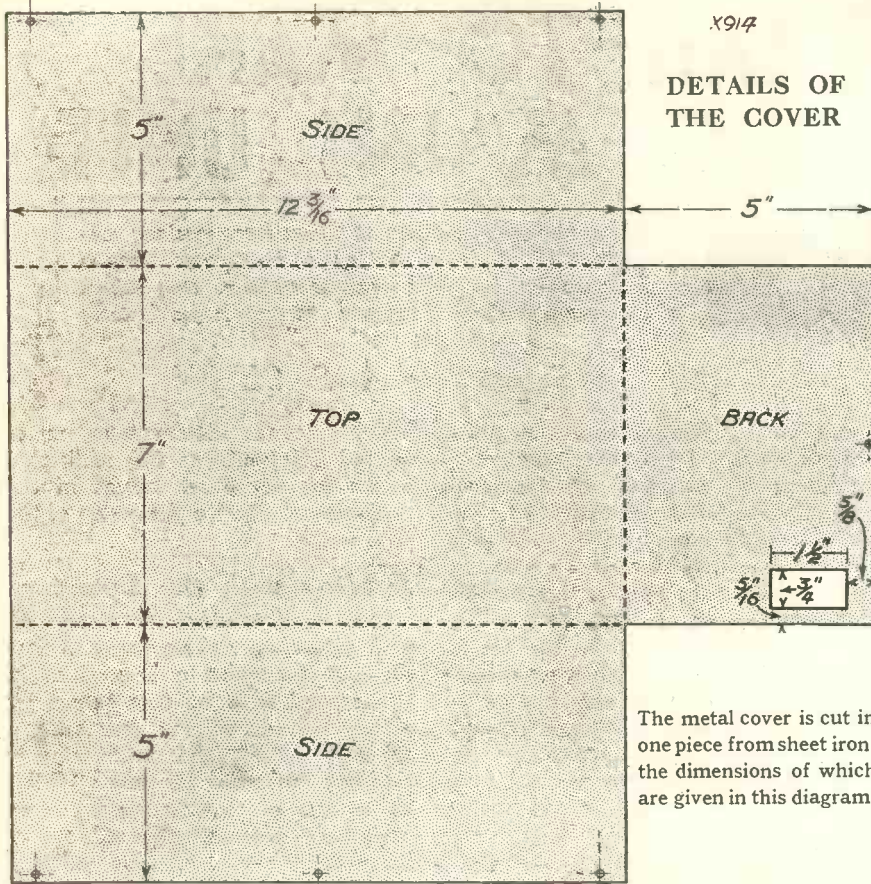 X914
DETAILS OF
THE COVER
5"
SIDE
12 3/16"
5"
TOP
BACK
7"
5/8"
1 1/2"
5/16"
3/4"
5"
SIDE
The metal cover is cut in
one piece from sheet iron
the dimensions of which
are given in this diagram